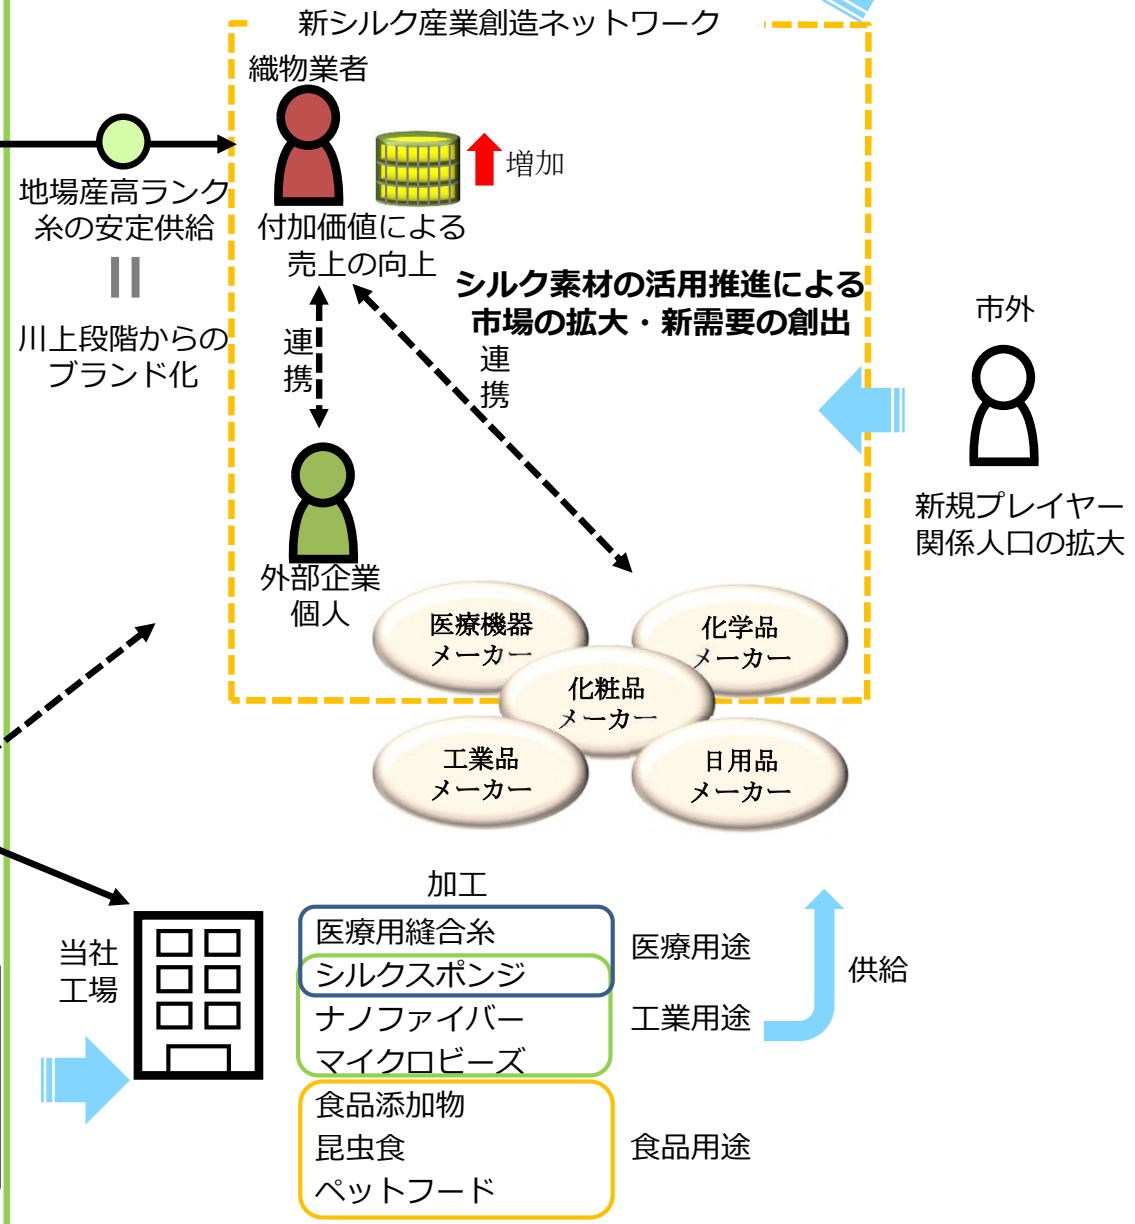 新シルク産業創造ネットワーク
織物業者
増加
地場産高ランク
糸の安定供給
川上段階からの
ブランド化
付加価値による
売上の向上
シルク素材の活用推進による
市場の拡大・新需要の創出
連携
連携
市外
新規プレイヤー
関係人口の拡大
外部企業
個人
医療機器
メーカー
化学品
メーカー
化粧品
メーカー
工業品
メーカー
日用品
メーカー
加工
当社
工場
医療用縫合糸
シルクスポンジ
ナノファイバー
マイクロビーズ
食品添加物
昆虫食
ペットフード
医療用途
工業用途
食品用途
供給